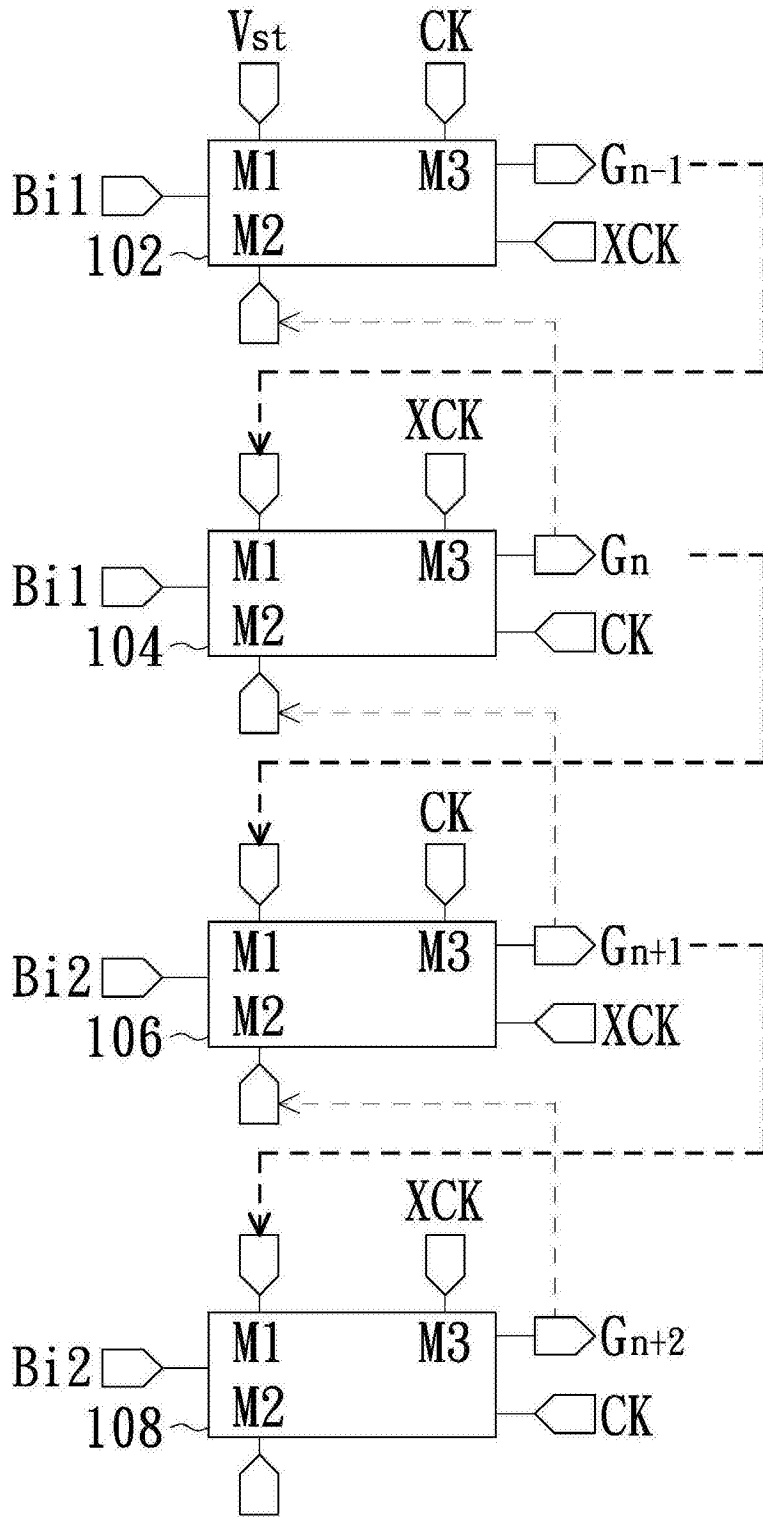 Vst CK
M1 M3 Gn-1
Bi1
M2 XCK
102
XCK
M1 M3 Gn
Bi1
M2 CK
104
CK
M1 M3 Gn+1
Bi2
M2 XCK
106
XCK
M1 M3 Gn+2
Bi2
M2 CK
108